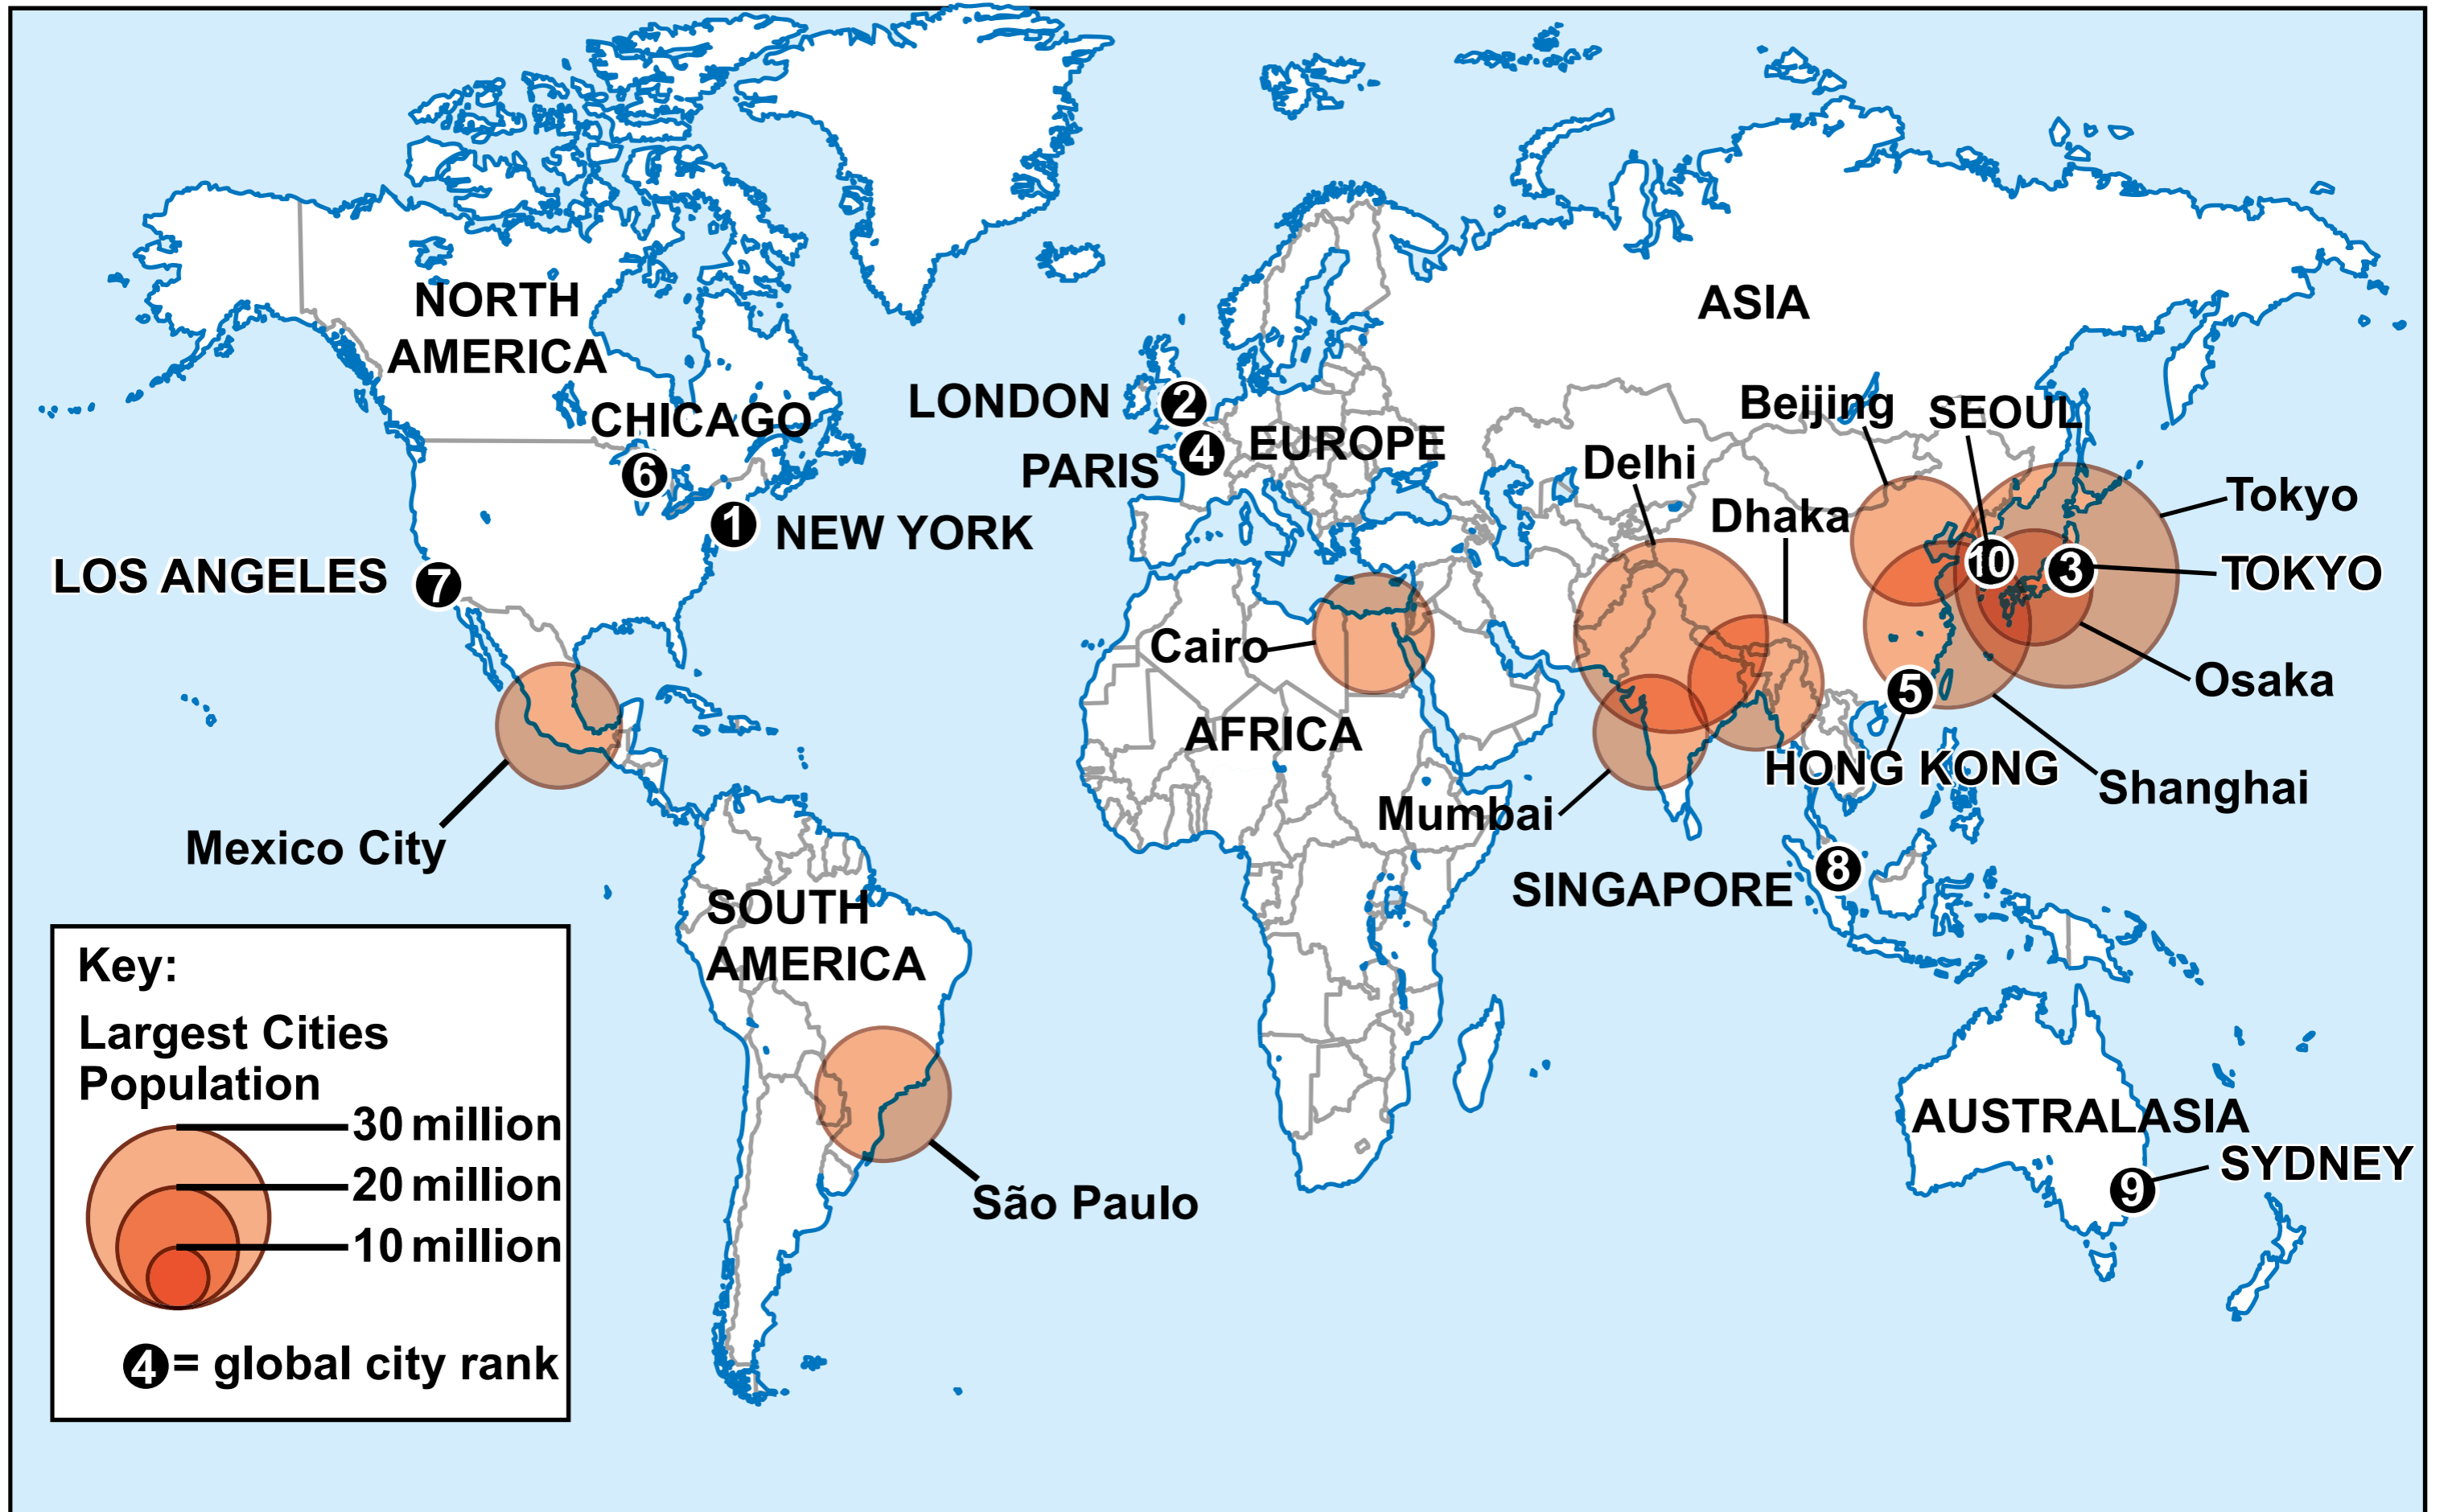 NORTH
AMERICA
ASIA
CHICAGO
6
LONDON
2
4
PARIS
EUROPE
Beijing
SEOUL
Delhi
Dhaka
Tokyo
1
NEW YORK
LOS ANGELES
7
10
3
TOKYO
Cairo
Osaka
5
AFRICA
HONG KONG
Shanghai
Mumbai
Mexico City
8
SINGAPORE
SOUTH
AMERICA
AUSTRALASIA
SYDNEY
9
São Paulo
Key:
Largest Cities
Population
30 million
20 million
10 million
4 = global city rank